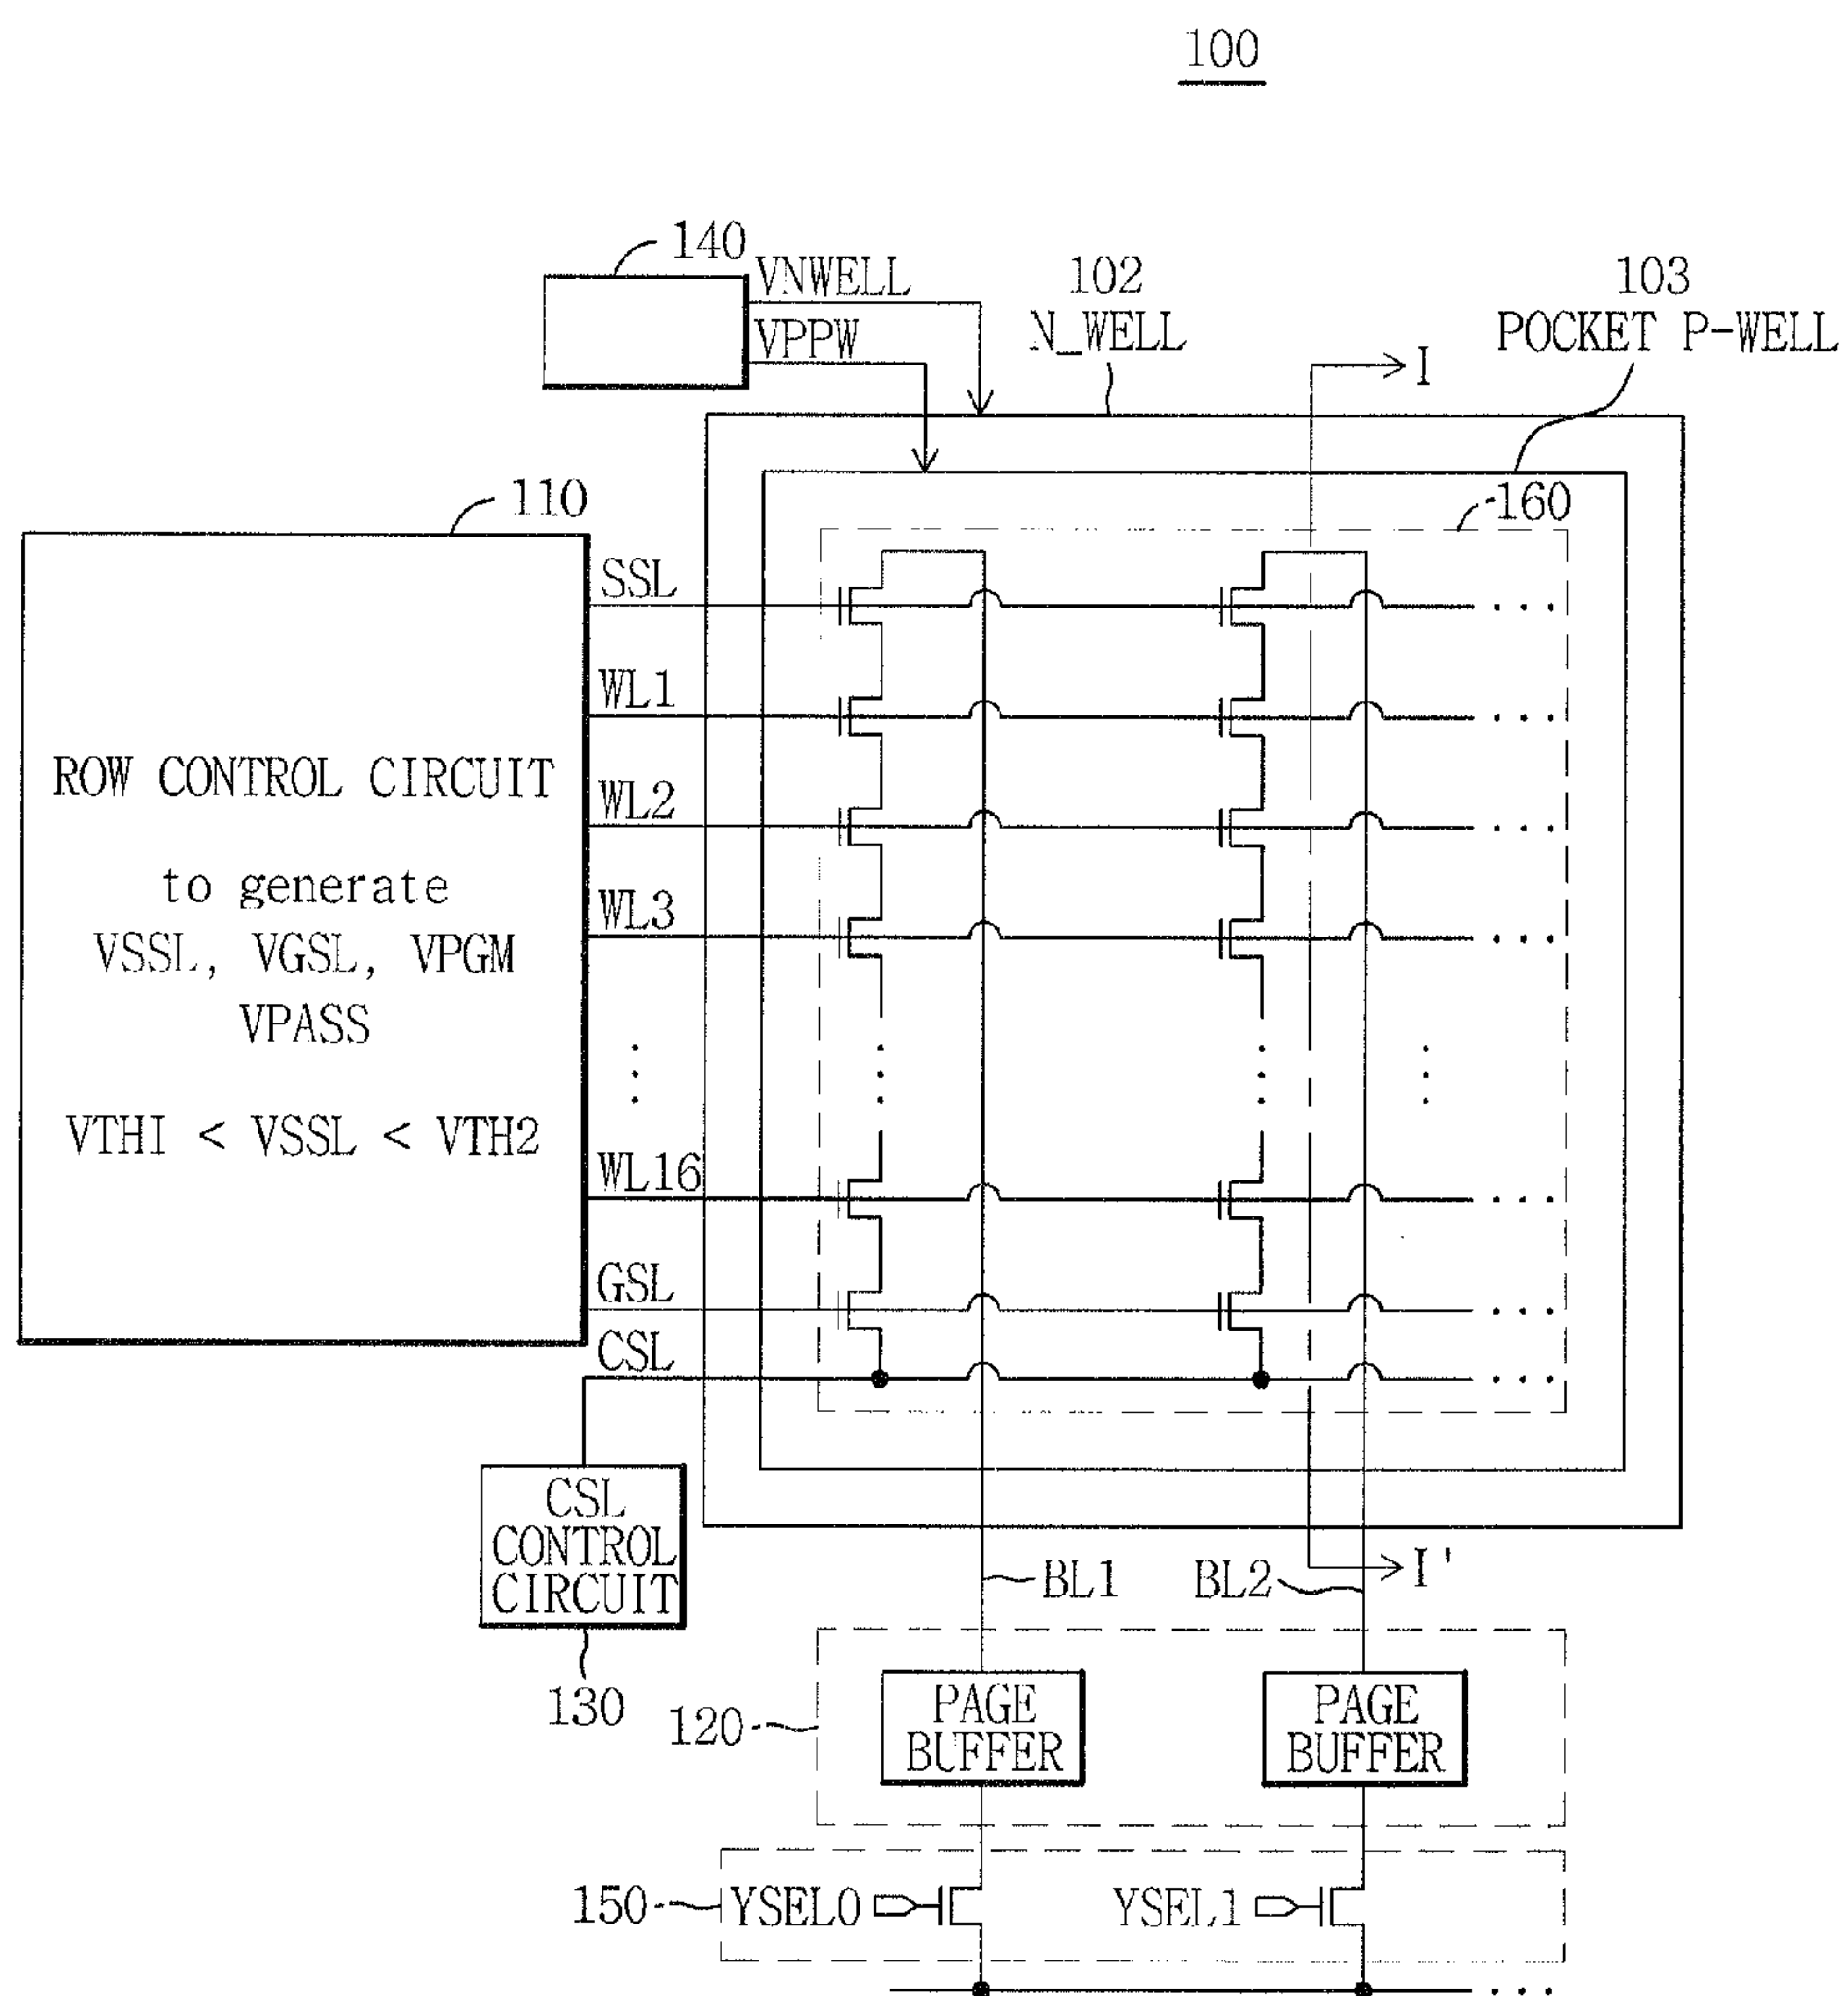 100
140
VNWELL
VPPW
102
N_WELL
103
POCKET P-WELL
I
110
160
SSL
WL1
WL2
WL3
WL16
GSL
CSL
ROW CONTROL CIRCUIT
to generate
VSSL, VGSL, VPGM
VPASS
VTHI < VSSL < VTH2
CSL
CONTROL
CIRCUIT
130
BL1
BL2
I'
120
PAGE
BUFFER
PAGE
BUFFER
150
YSEL0
YSEL1